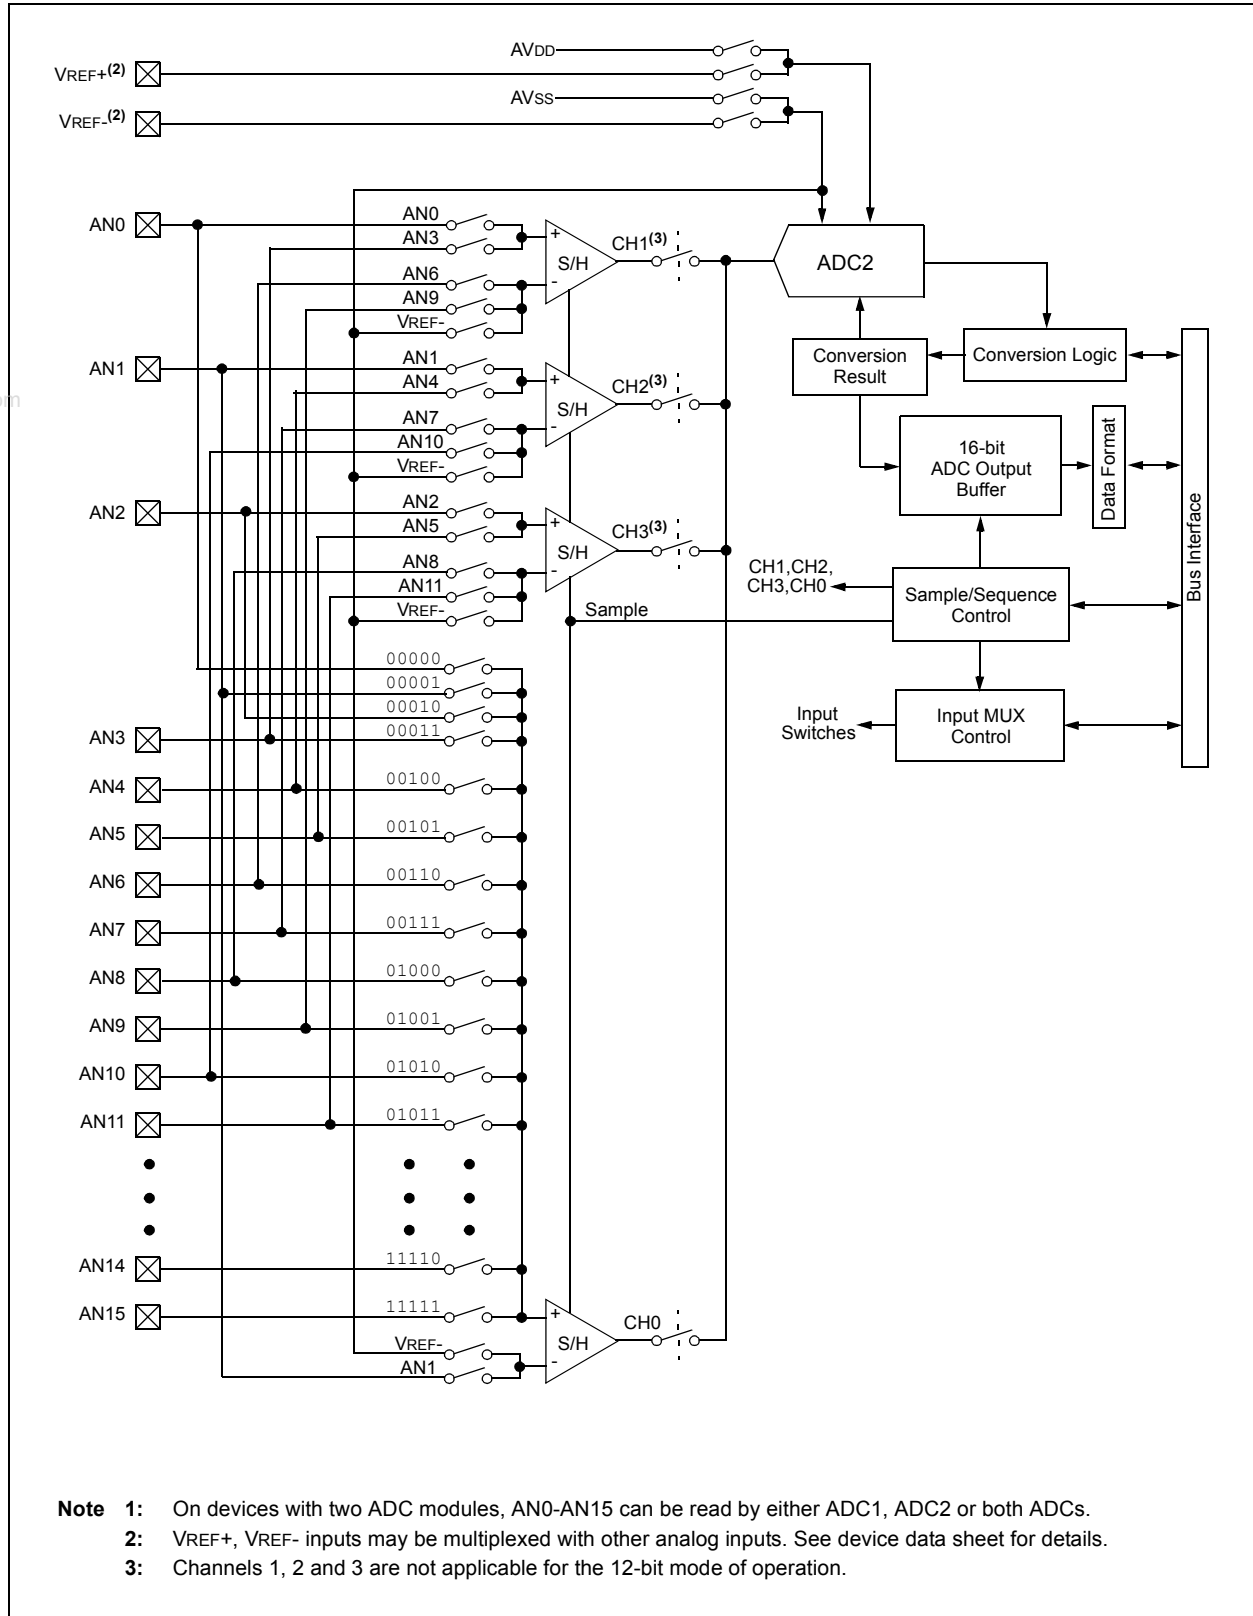 AVDD
VREF+(2)
AVSS
VREF-(2)
AN0
AN0
AN3
AN6
AN9
VREF-
+
-
S/H
CH1(3)
ADC2
Conversion Logic
Conversion
Result
AN1
AN1
AN4
AN7
AN10
VREF-
+
-
S/H
CH2(3)
16-bit
ADC Output
Buffer
Data Format
Bus Interface
AN2
AN2
AN5
AN8
AN11
VREF-
+
-
S/H
CH3(3)
CH1,CH2,
CH3,CH0
Sample/Sequence
Control
Sample
Input
Switches
Input MUX
Control
00000
00001
00010
AN3 00011
AN4 00100
AN5 00101
AN6 00110
AN7 00111
AN8 01000
AN9 01001
AN10 01010
AN11 01011
AN14 11110
AN15 11111
VREF-
AN1
+
-
S/H
CH0
om
Note 1: On devices with two ADC modules, AN0-AN15 can be read by either ADC1, ADC2 or both ADCs.
2: VREF+, VREF- inputs may be multiplexed with other analog inputs. See device data sheet for details.
3: Channels 1, 2 and 3 are not applicable for the 12-bit mode of operation.